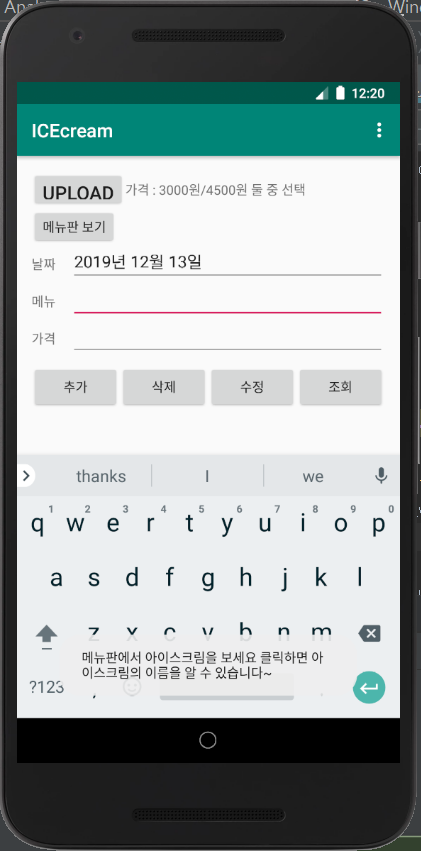 12:20
ICEcream
UPLOAD 가격 : 3000원/4500원 둘 중 선택
메뉴판 보기
날짜 2019년 12월 13일
메뉴
가격
추가 삭제 수정 조회
thanks I we
1 2 3 4 5 6 7 8 9 0
q w e r t y u i o p
a s d f g h j k l
z x c v b n m
메뉴판에서 아이스크림을 보세요 클릭하면 아
이스크림의 이름을 알 수 있습니다~
?123 , .